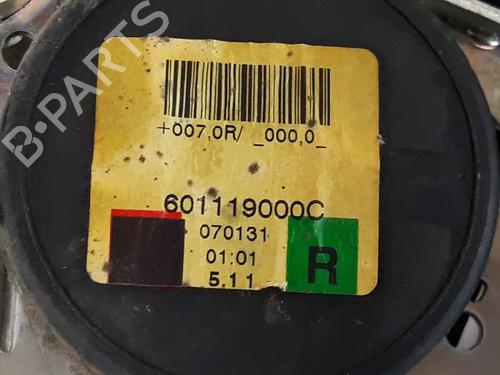 B-PARTS
+007,0R/ _000,0_
601119000C
070131
01:01
5.11
R